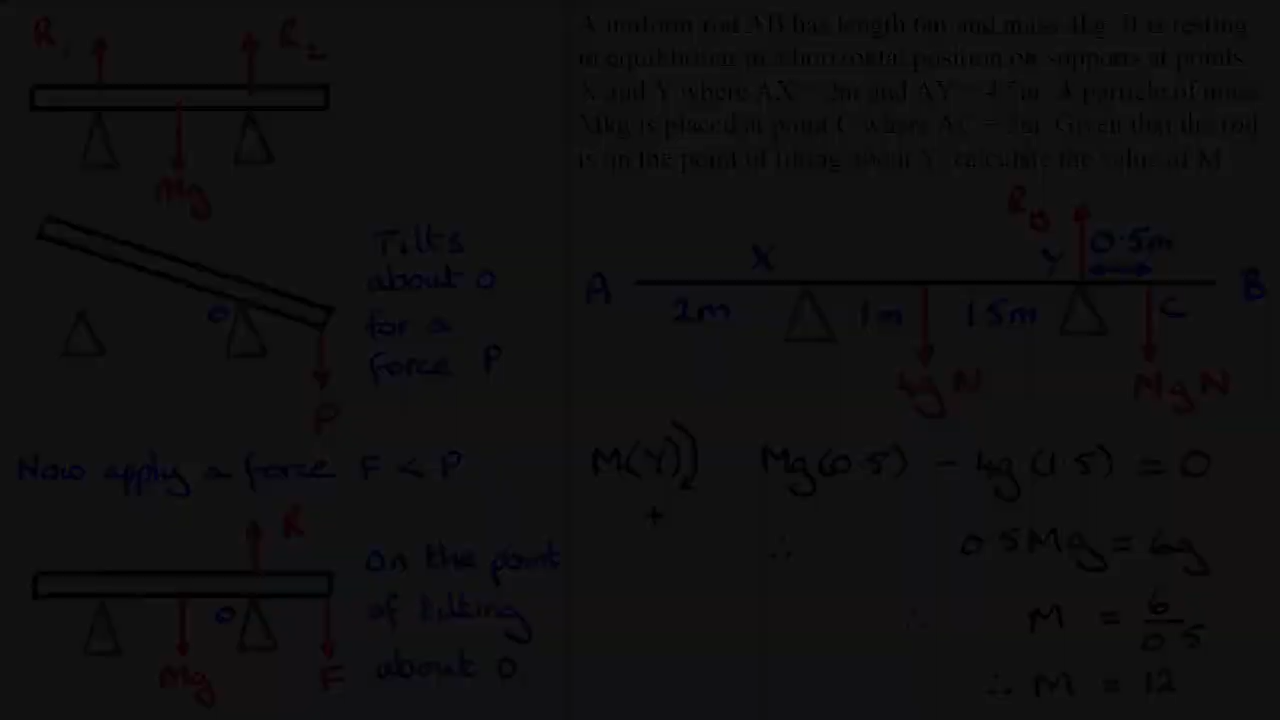 R₁
R₂
Mg
Tilts
about O
for a
force P
O
P
Now apply a force F < P
R
on the point
of tilting
about O
O
Mg
F
A uniform rod AB has length 6m and mass 4kg. It is resting
in equilibrium in a horizontal position on supports at points
X and Y where AX = 2m and AY = 4.5m. A particle of mass
Mkg is placed at point C where AC = 5m. Given that the rod
is on the point of tilting about Y, calculate the value of M.
X
Y
0.5m
A
B
2m
1m
1.5m
C
4g N
Mg N
M(Y)
+
Mg(0.5) - 4g(1.5) = 0
∴ 0.5Mg = 6g
∴ M = 6/0.5
∴ M = 12